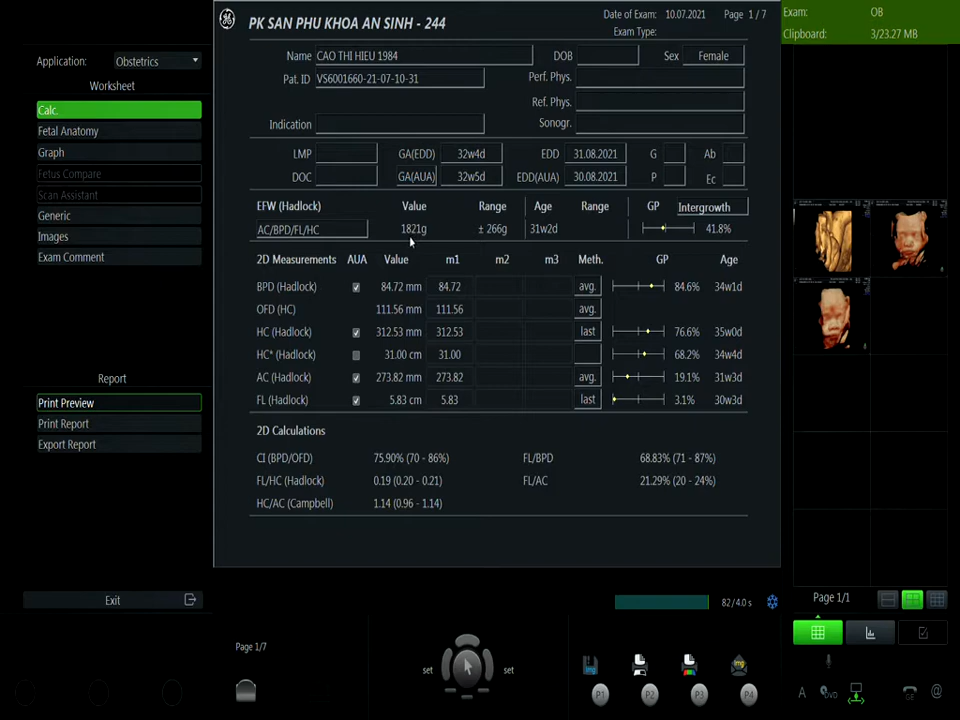 PK SAN PHU KHOA AN SINH - 244
Date of Exam: 10.07.2021 Page 1 / 7
Exam Type:
Exam: OB
Clipboard: 3/23.27 MB
Application: Obstetrics
Worksheet
Calc.
Fetal Anatomy
Graph
Fetus Compare
Scan Assistant
Generic
Images
Exam Comment
Report
Print Preview
Print Report
Export Report
Exit
Name CAO THI HIEU 1984 DOB Sex Female
Pat. ID VS6001660-21-07-10-31 Perf. Phys.
Ref. Phys.
Indication Sonogr.
LMP GA(EDD) 32w4d EDD 31.08.2021 G Ab
DOC GA(AUA) 32w5d EDD(AUA) 30.08.2021 P Ec
EFW (Hadlock) Value Range Age Range GP Intergrowth
AC/BPD/FL/HC 1821g ± 266g 31w2d 41.8%
2D Measurements AUA Value m1 m2 m3 Meth. GP Age
BPD (Hadlock) 84.72 mm 84.72 avg. 84.6% 34w1d
OFD (HC) 111.56 mm 111.56 avg.
HC (Hadlock) 312.53 mm 312.53 last 76.6% 35w0d
HC* (Hadlock) 31.00 cm 31.00 68.2% 34w4d
AC (Hadlock) 273.82 mm 273.82 avg. 19.1% 31w3d
FL (Hadlock) 5.83 cm 5.83 last 3.1% 30w3d
2D Calculations
CI (BPD/OFD) 75.90% (70 - 86%) FL/BPD 68.83% (71 - 87%)
FL/HC (Hadlock) 0.19 (0.20 - 0.21) FL/AC 21.29% (20 - 24%)
HC/AC (Campbell) 1.14 (0.96 - 1.14)
82/4.0 s
Page 1/1
Page 1/7
set set
P1 P2 P3 P4
Img
A DVD @